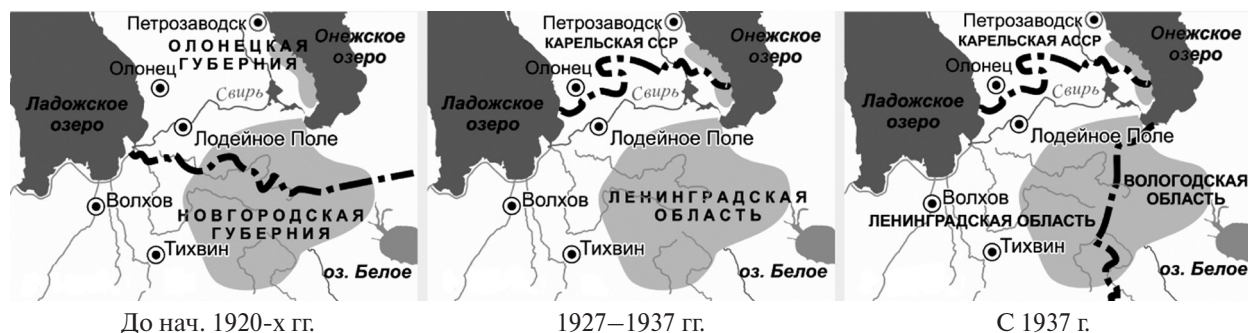 Петрозаводск
ОЛОНЕЦКАЯ
ГУБЕРНИЯ
Онежское
озеро
Олонец
Свирь
Ладожское
озеро
Лодейное Поле
Волхов
НОВГОРОДСКАЯ
ГУБЕРНИЯ
Тихвин
оз. Белое
До нач. 1920-х гг.
Петрозаводск
КАРЕЛЬСКАЯ ССР
Онежское
озеро
Олонец
Свирь
Ладожское
озеро
Лодейное Поле
Волхов
ЛЕНИНГРАДСКАЯ
ОБЛАСТЬ
Тихвин
оз. Белое
1927–1937 гг.
Петрозаводск
КАРЕЛЬСКАЯ АССР
Онежское
озеро
Олонец
Свирь
Ладожское
озеро
Лодейное Поле
ВОЛОГОДСКАЯ
ОБЛАСТЬ
Волхов
ЛЕНИНГРАДСКАЯ ОБЛАСТЬ
Тихвин
оз. Белое
С 1937 г.